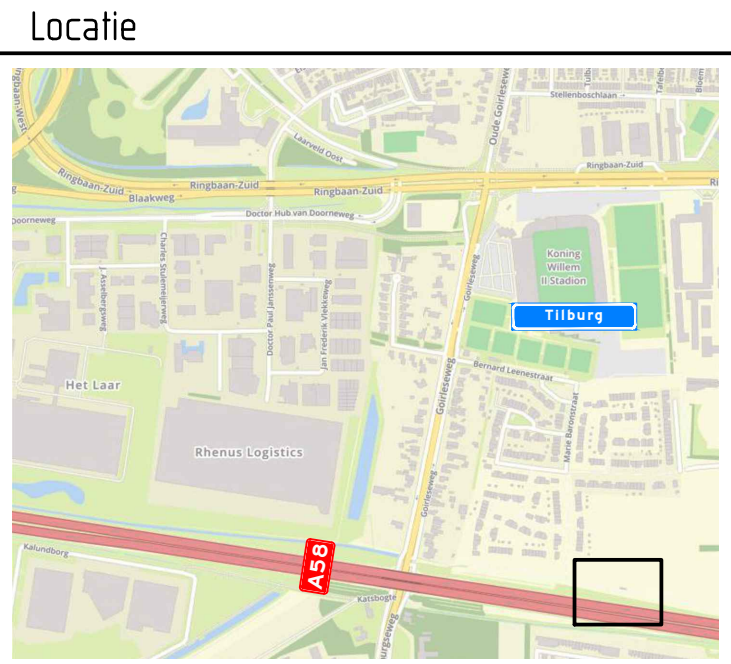 Locatie
Ringbaan-West
Oude Goirleseweg
Stellenboschlaan
Laarveld Oost
Ringbaan-Zuid
Ringbaan-Zuid
Ringbaan-Zuid
Ringbaan-Zuid
Blaakweg
Doctor Hub van Doorneweg
Doorneweg
Charles Stulemeijerweg
J. Asselbergsweg
Doctor Paul Janssenweg
Jan Frederik Vlekkeweg
Goirleseweg
Koning
Willem
II Stadion
Tilburg
Bernard Leenestraat
Goirleseweg
Marie Baronstraat
Het Laar
Rhenus Logistics
Goirleseweg
A58
Kalundborg
Katsbogte
burgseweg